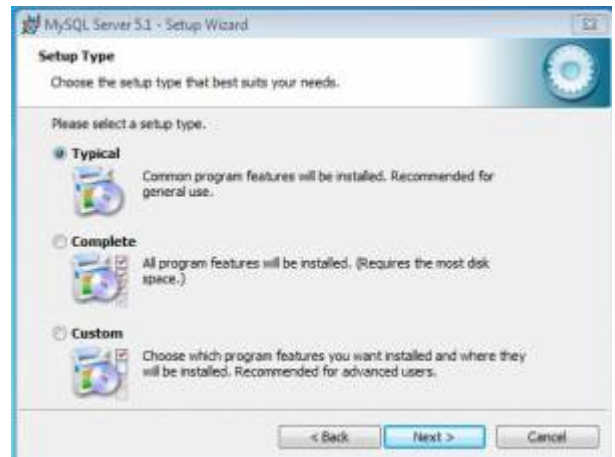 MySQL Server 5.1 - Setup Wizard
Setup Type
Choose the setup type that best suits your needs.
Please select a setup type.
Typical
Common program features will be installed. Recommended for
general use.
Complete
All program features will be installed. (Requires the most disk
space.)
Custom
Choose which program features you want installed and where they
will be installed. Recommended for advanced users.
< Back
Next >
Cancel